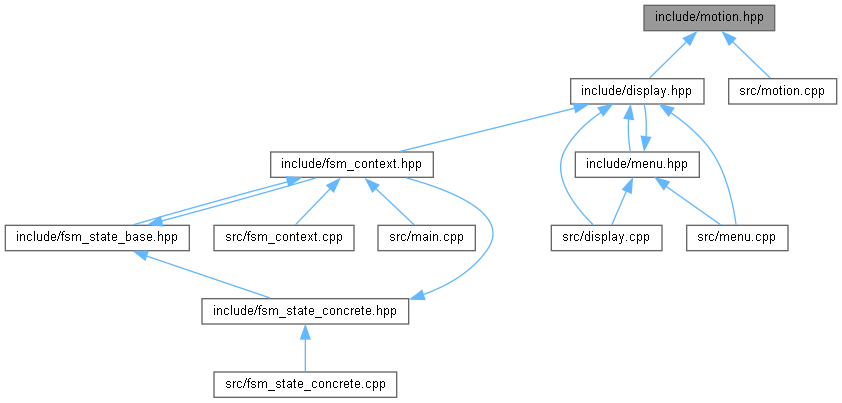 include/motion.hpp
include/display.hpp
src/motion.cpp
include/fsm_context.hpp
include/menu.hpp
include/fsm_state_base.hpp
src/fsm_context.cpp
src/main.cpp
src/display.cpp
src/menu.cpp
include/fsm_state_concrete.hpp
src/fsm_state_concrete.cpp